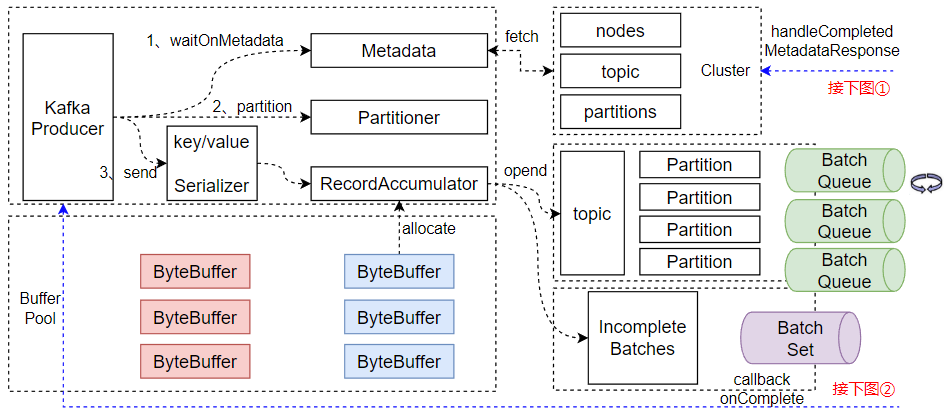 1、waitOnMetadata
Metadata
Kafka
Producer
2、partition
Partitioner
key/value
Serializer
3、send
RecordAccumulator
fetch
nodes
topic
partitions
Cluster
handleCompleted
MetadataResponse
接下图①
opend
topic
Partition
Partition
Partition
Partition
Batch
Queue
Batch
Queue
Batch
Queue
allocate
Buffer
Pool
ByteBuffer
ByteBuffer
ByteBuffer
ByteBuffer
ByteBuffer
ByteBuffer
Incomplete
Batches
Batch
Set
callback
onComplete
接下图②